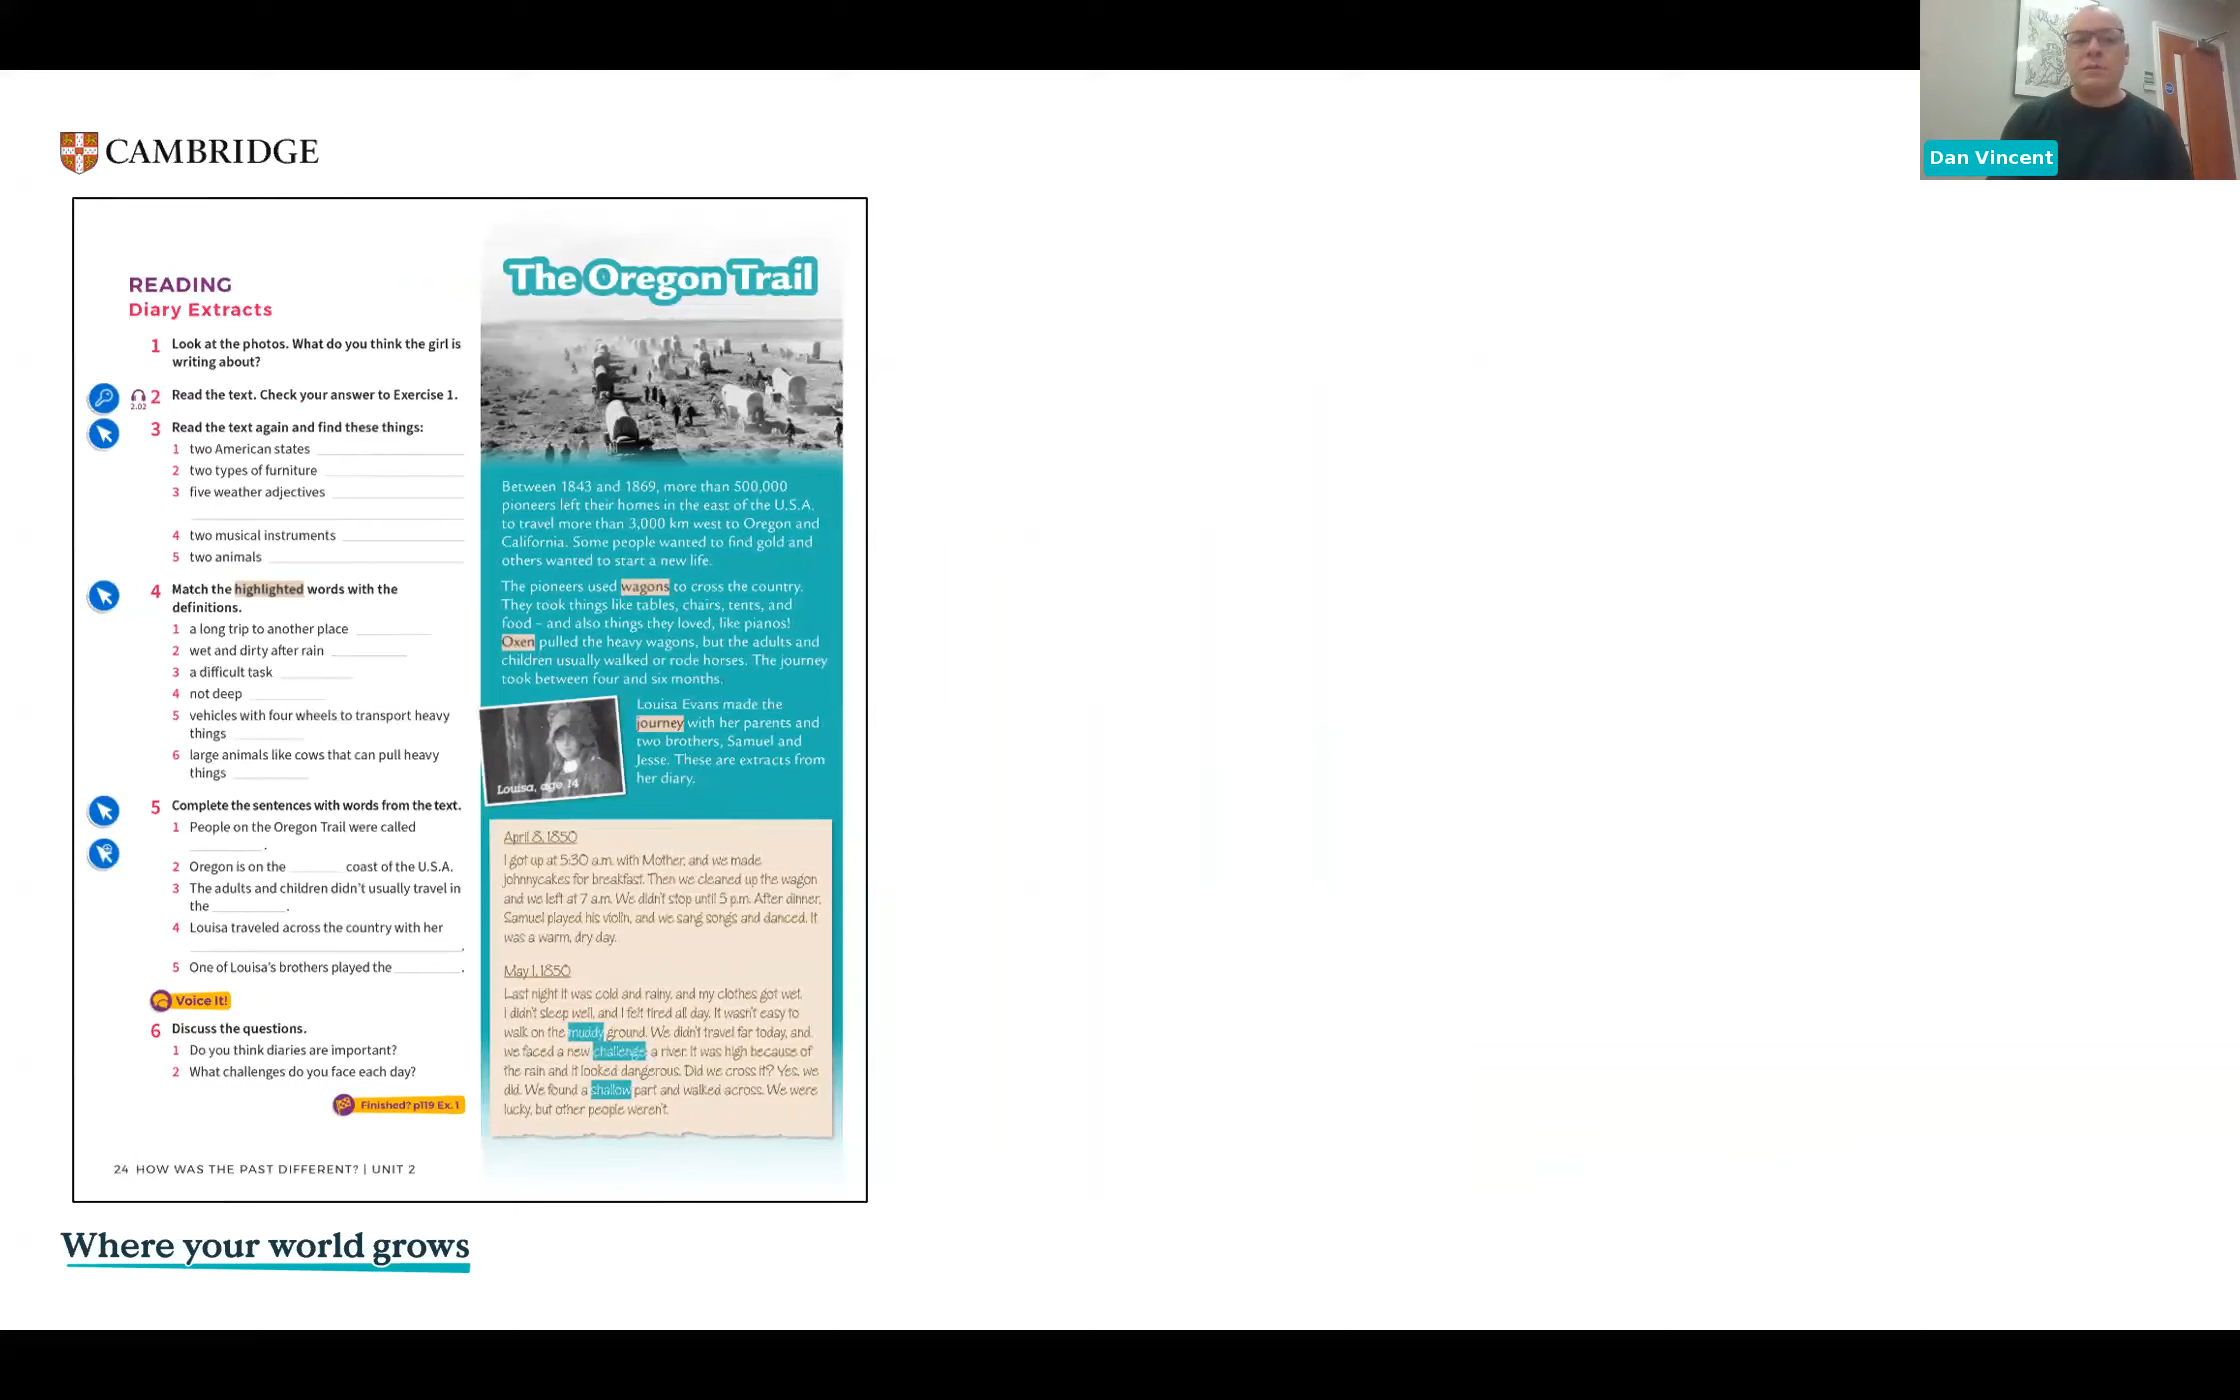 Dan Vincent
CAMBRIDGE
READING
Diary Extracts
1 Look at the photos. What do you think the girl is
writing about?
2.02 2 Read the text. Check your answer to Exercise 1.
3 Read the text again and find these things:
1 two American states
2 two types of furniture
3 five weather adjectives
4 two musical instruments
5 two animals
4 Match the highlighted words with the
definitions.
1 a long trip to another place
2 wet and dirty after rain
3 a difficult task
4 not deep
5 vehicles with four wheels to transport heavy
things
6 large animals like cows that can pull heavy
things
5 Complete the sentences with words from the text.
1 People on the Oregon Trail were called
.
2 Oregon is on the coast of the U.S.A.
3 The adults and children didn't usually travel in
the .
4 Louisa traveled across the country with her
.
5 One of Louisa's brothers played the .
Voice It!
6 Discuss the questions.
1 Do you think diaries are important?
2 What challenges do you face each day?
Finished? p119 Ex. 1
24 HOW WAS THE PAST DIFFERENT? | UNIT 2
The Oregon Trail
Between 1843 and 1869, more than 500,000
pioneers left their homes in the east of the U.S.A.
to travel more than 3,000 km west to Oregon and
California. Some people wanted to find gold and
others wanted to start a new life.
The pioneers used wagons to cross the country.
They took things like tables, chairs, tents, and
food – and also things they loved, like pianos!
Oxen pulled the heavy wagons, but the adults and
children usually walked or rode horses. The journey
took between four and six months.
Louisa, age 14
Louisa Evans made the
journey with her parents and
two brothers, Samuel and
Jesse. These are extracts from
her diary.
April 8, 1850
I got up at 5:30 a.m. with Mother, and we made
johnnycakes for breakfast. Then we cleaned up the wagon
and we left at 7 a.m. We didn't stop until 5 p.m. After dinner,
Samuel played his violin, and we sang songs and danced. It
was a warm, dry day.
May 1, 1850
Last night it was cold and rainy, and my clothes got wet.
I didn't sleep well, and I felt tired all day. It wasn't easy to
walk on the muddy ground. We didn't travel far today, and
we faced a new challenge: a river. It was high because of
the rain and it looked dangerous. Did we cross it? Yes, we
did. We found a shallow part and walked across. We were
lucky, but other people weren't.
Where your world grows